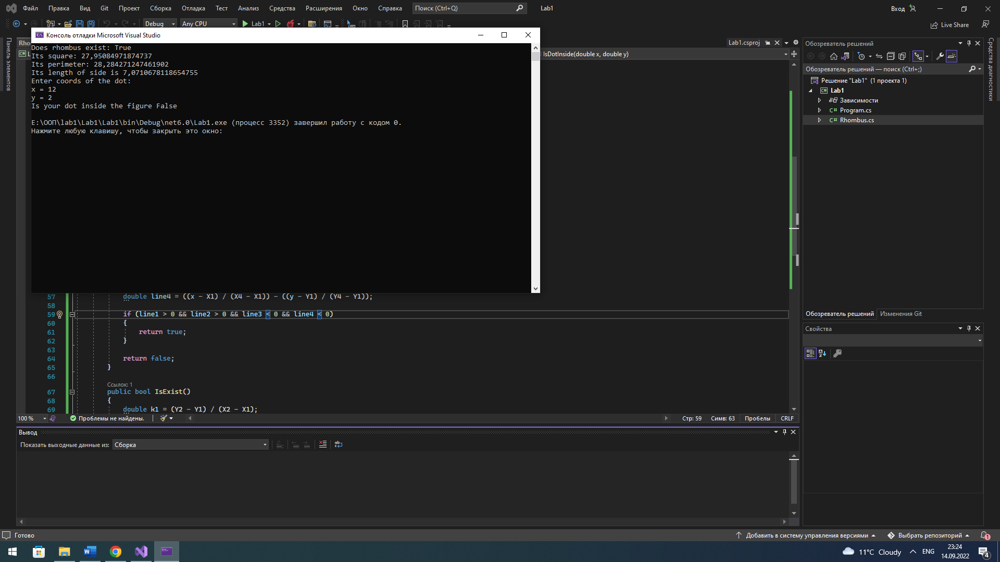 Файл Правка Вид Git Проект Сборка Отладка Тест Анализ Средства Расширения Окно Справка Поиск (Ctrl+Q) Lab1 Вход
Debug Any CPU Lab1 Live Share
Панель элементов
Rho
Консоль отладки Microsoft Visual Studio
Does rhombus exist: True
Its square: 27,95084971874737
Its perimeter: 28,284271247461902
Its length of side is 7,0710678118654755
Enter coords of the dot:
x = 12
y = 2
Is your dot inside the figure False
E:\ООП\lab1\Lab1\Lab1\bin\Debug\net6.0\Lab1.exe (процесс 3352) завершил работу с кодом 0.
Нажмите любую клавишу, чтобы закрыть это окно:
Lab1.csproj
IsDotInside(double x, double y)
57 double line4 = ((x - X1) / (X4 - X1)) - ((y - Y1) / (Y4 - Y1));
58
59 if (line1 > 0 && line2 > 0 && line3 < 0 && line4 < 0)
60 {
61 return true;
62 }
63
64 return false;
65 }
66
Ссылок: 1
67 public bool IsExist()
68 {
69 double k1 = (Y2 - Y1) / (X2 - X1);
100 % Проблемы не найдены. Стр: 59 Симв: 63 Пробелы CRLF
Вывод
Показать выходные данные из: Сборка
Обозреватель решений
Обозреватель решений — поиск (Ctrl+;)
Решение "Lab1" (1 проекта 1)
Lab1
Зависимости
C# Program.cs
C# Rhombus.cs
Обозреватель решений Изменения Git
Свойства
Средства диагностики
Готово Добавить в систему управления версиями Выбрать репозиторий 1
11°C Cloudy ENG 23:24
14.09.2022 4